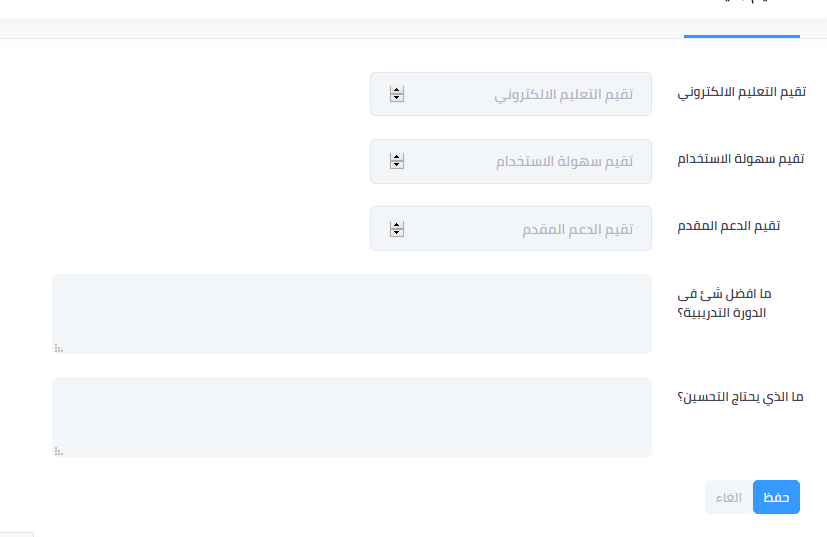 تقيم التعليم الالكتروني
تقيم التعليم الالكتروني
تقيم سهولة الاستخدام
تقيم سهولة الاستخدام
تقيم الدعم المقدم
تقيم الدعم المقدم
ما افضل شئ فى
الدورة التدريبية؟
ما الذي يحتاج التحسين؟
حفظ
الغاء